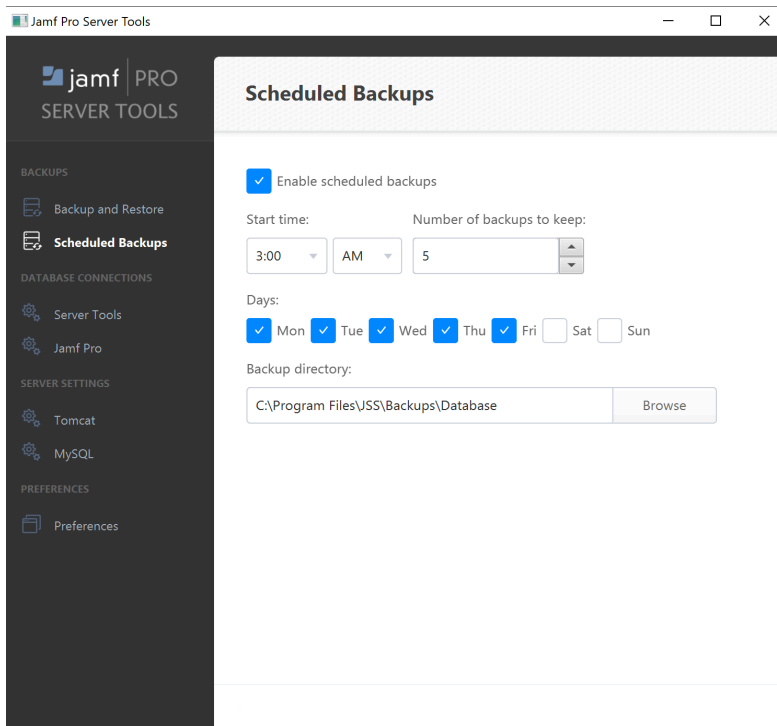 Jamf Pro Server Tools
jamf PRO
SERVER TOOLS
Scheduled Backups
BACKUPS
Backup and Restore
Scheduled Backups
DATABASE CONNECTIONS
Server Tools
Jamf Pro
SERVER SETTINGS
Tomcat
MySQL
PREFERENCES
Preferences
Enable scheduled backups
Start time: Number of backups to keep:
3:00 AM 5
Days:
Mon Tue Wed Thu Fri Sat Sun
Backup directory:
C:\Program Files\JSS\Backups\Database Browse